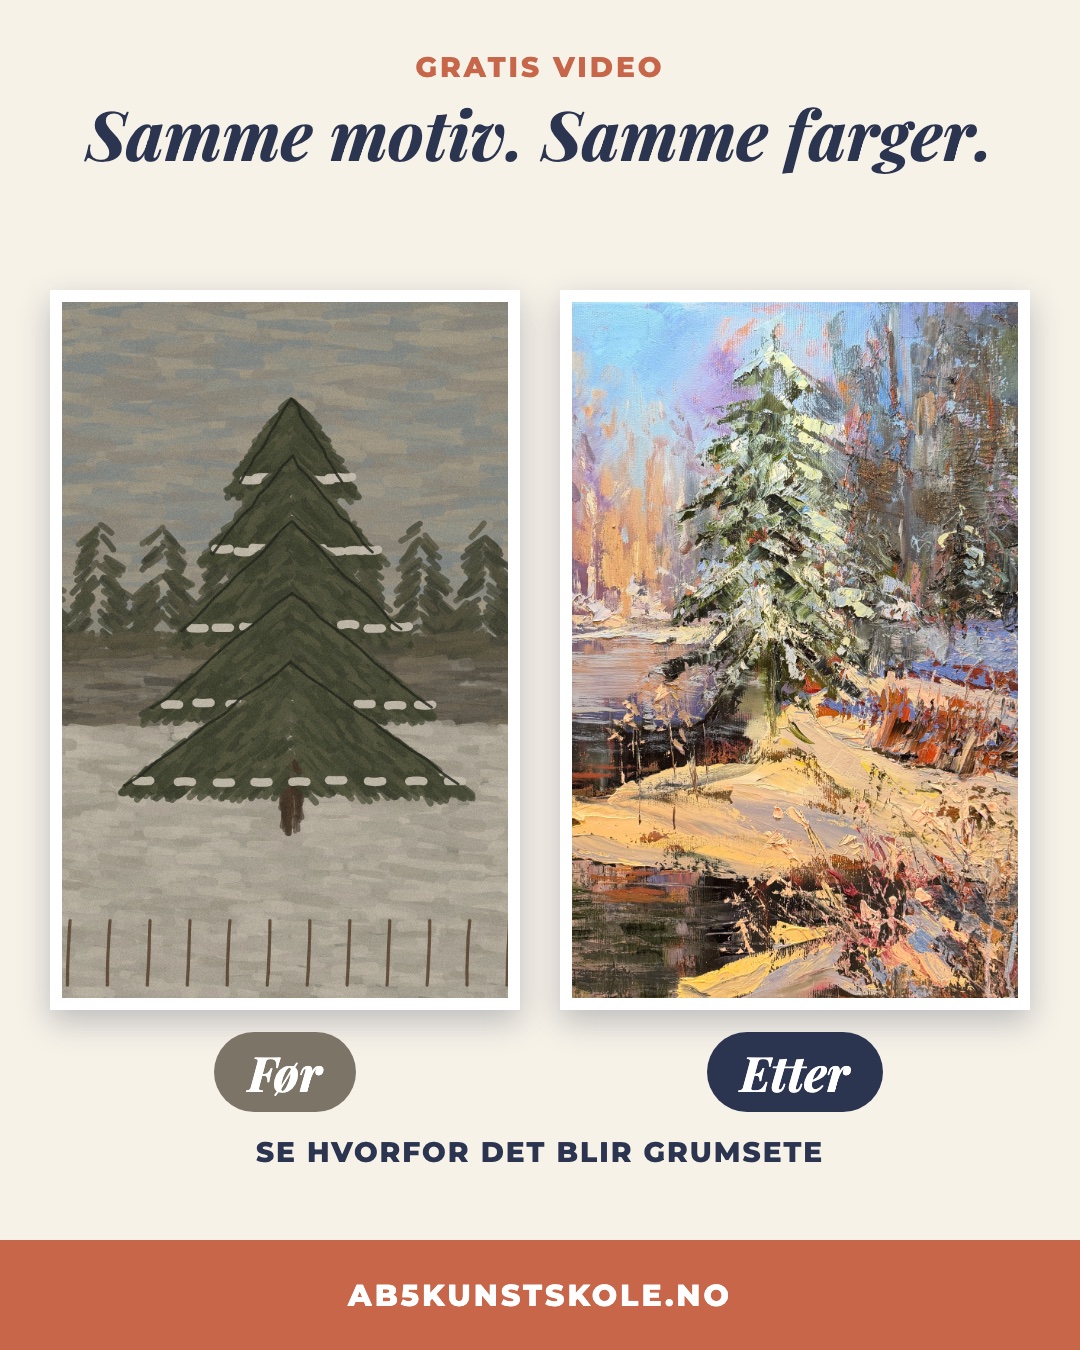 GRATIS VIDEO
Samme motiv. Samme farger.
Før
Etter
SE HVORFOR DET BLIR GRUMSETE
AB5KUNSTSKOLE.NO